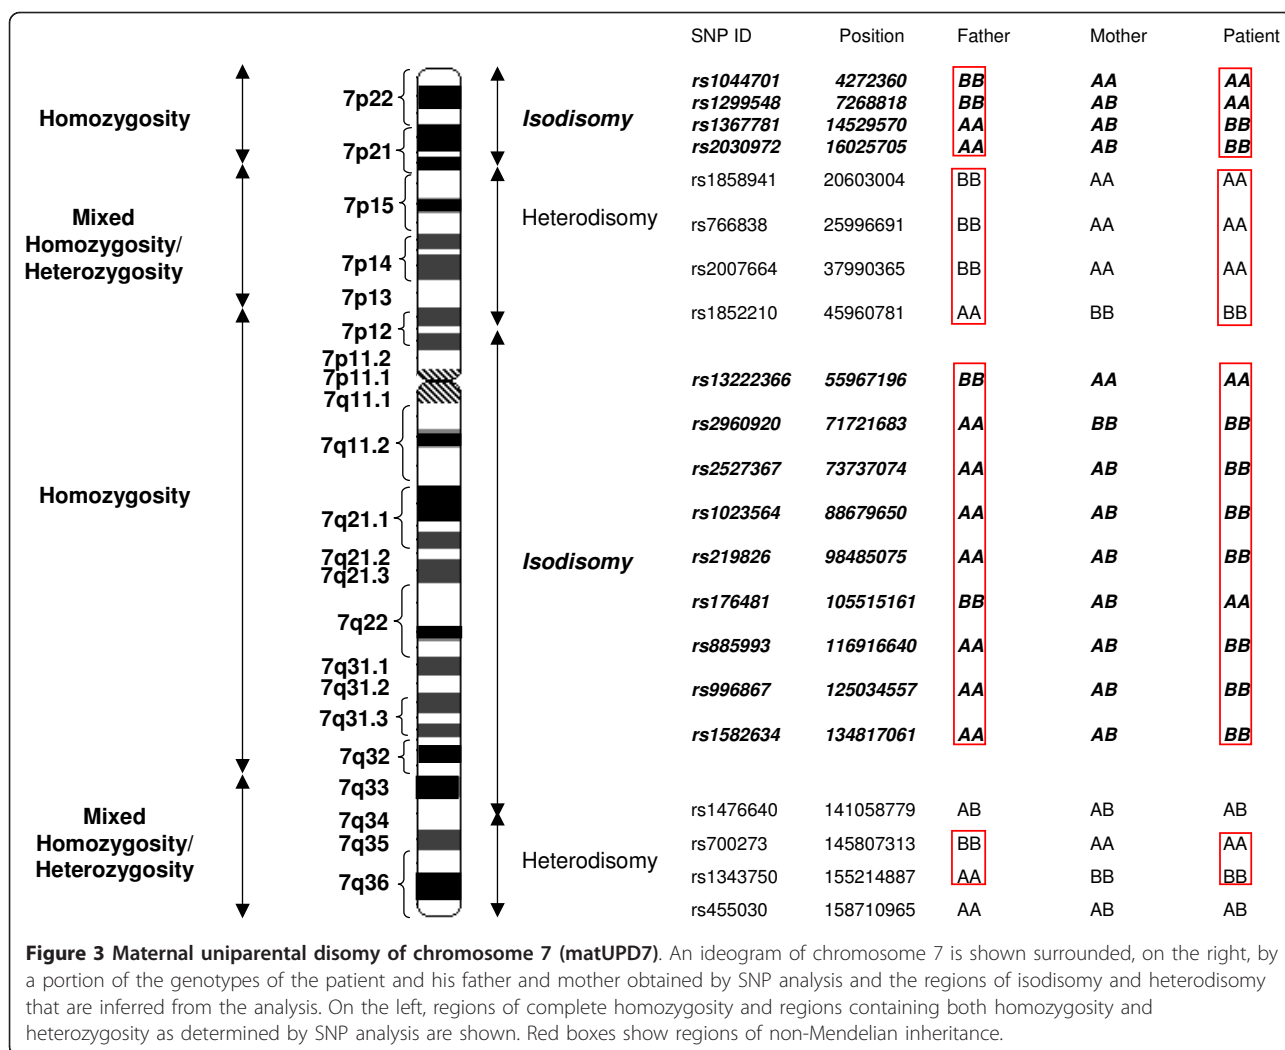 SNP ID Position Father Mother Patient
rs1044701 4272360 BB AA AA
rs1299548 7268818 BB AB AA
rs1367781 14529570 AA AB BB
rs2030972 16025705 AA AB BB
rs1858941 20603004 BB AA AA
rs766838 25996691 BB AA AA
rs2007664 37990365 BB AA AA
rs1852210 45960781 AA BB BB
rs13222366 55967196 BB AA AA
rs2960920 71721683 AA BB BB
rs2527367 73737074 AA AB BB
rs1023564 88679650 AA AB BB
rs219826 98485075 AA AB BB
rs176481 105515161 BB AB AA
rs885993 116916640 AA AB BB
rs996867 125034557 AA AB BB
rs1582634 134817061 AA AB BB
rs1476640 141058779 AB AB AB
rs700273 145807313 BB AA AA
rs1343750 155214887 AA BB BB
rs455030 158710965 AA AB AB
Homozygosity
Mixed
Homozygosity/
Heterozygosity
Homozygosity
Mixed
Homozygosity/
Heterozygosity
7p22
7p21
7p15
7p14
7p13
7p12
7p11.2
7p11.1
7q11.1
7q11.2
7q21.1
7q21.2
7q21.3
7q22
7q31.1
7q31.2
7q31.3
7q32
7q33
7q34
7q35
7q36
Isodisomy
Heterodisomy
Isodisomy
Heterodisomy
Figure 3 Maternal uniparental disomy of chromosome 7 (matUPD7). An ideogram of chromosome 7 is shown surrounded, on the right, by
a portion of the genotypes of the patient and his father and mother obtained by SNP analysis and the regions of isodisomy and heterodisomy
that are inferred from the analysis. On the left, regions of complete homozygosity and regions containing both homozygosity and
heterozygosity as determined by SNP analysis are shown. Red boxes show regions of non-Mendelian inheritance.